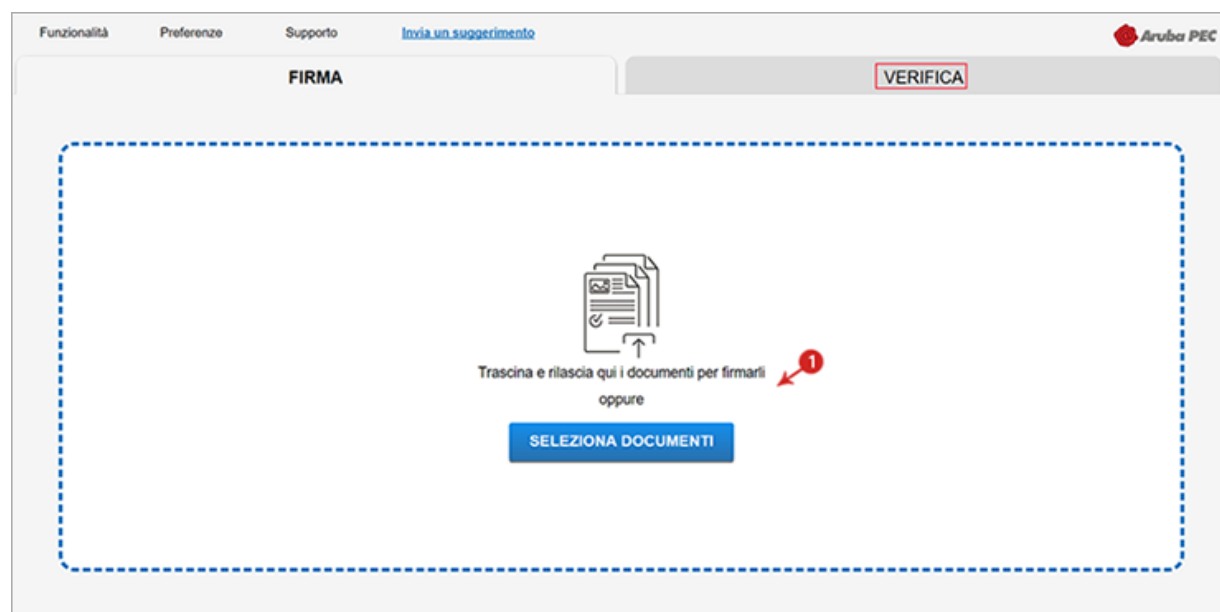 Funzionalità Preferenze Supporto Invia un suggerimento Aruba PEC
FIRMA VERIFICA
Trascina e rilascia qui i documenti per firmarli
1
oppure
SELEZIONA DOCUMENTI